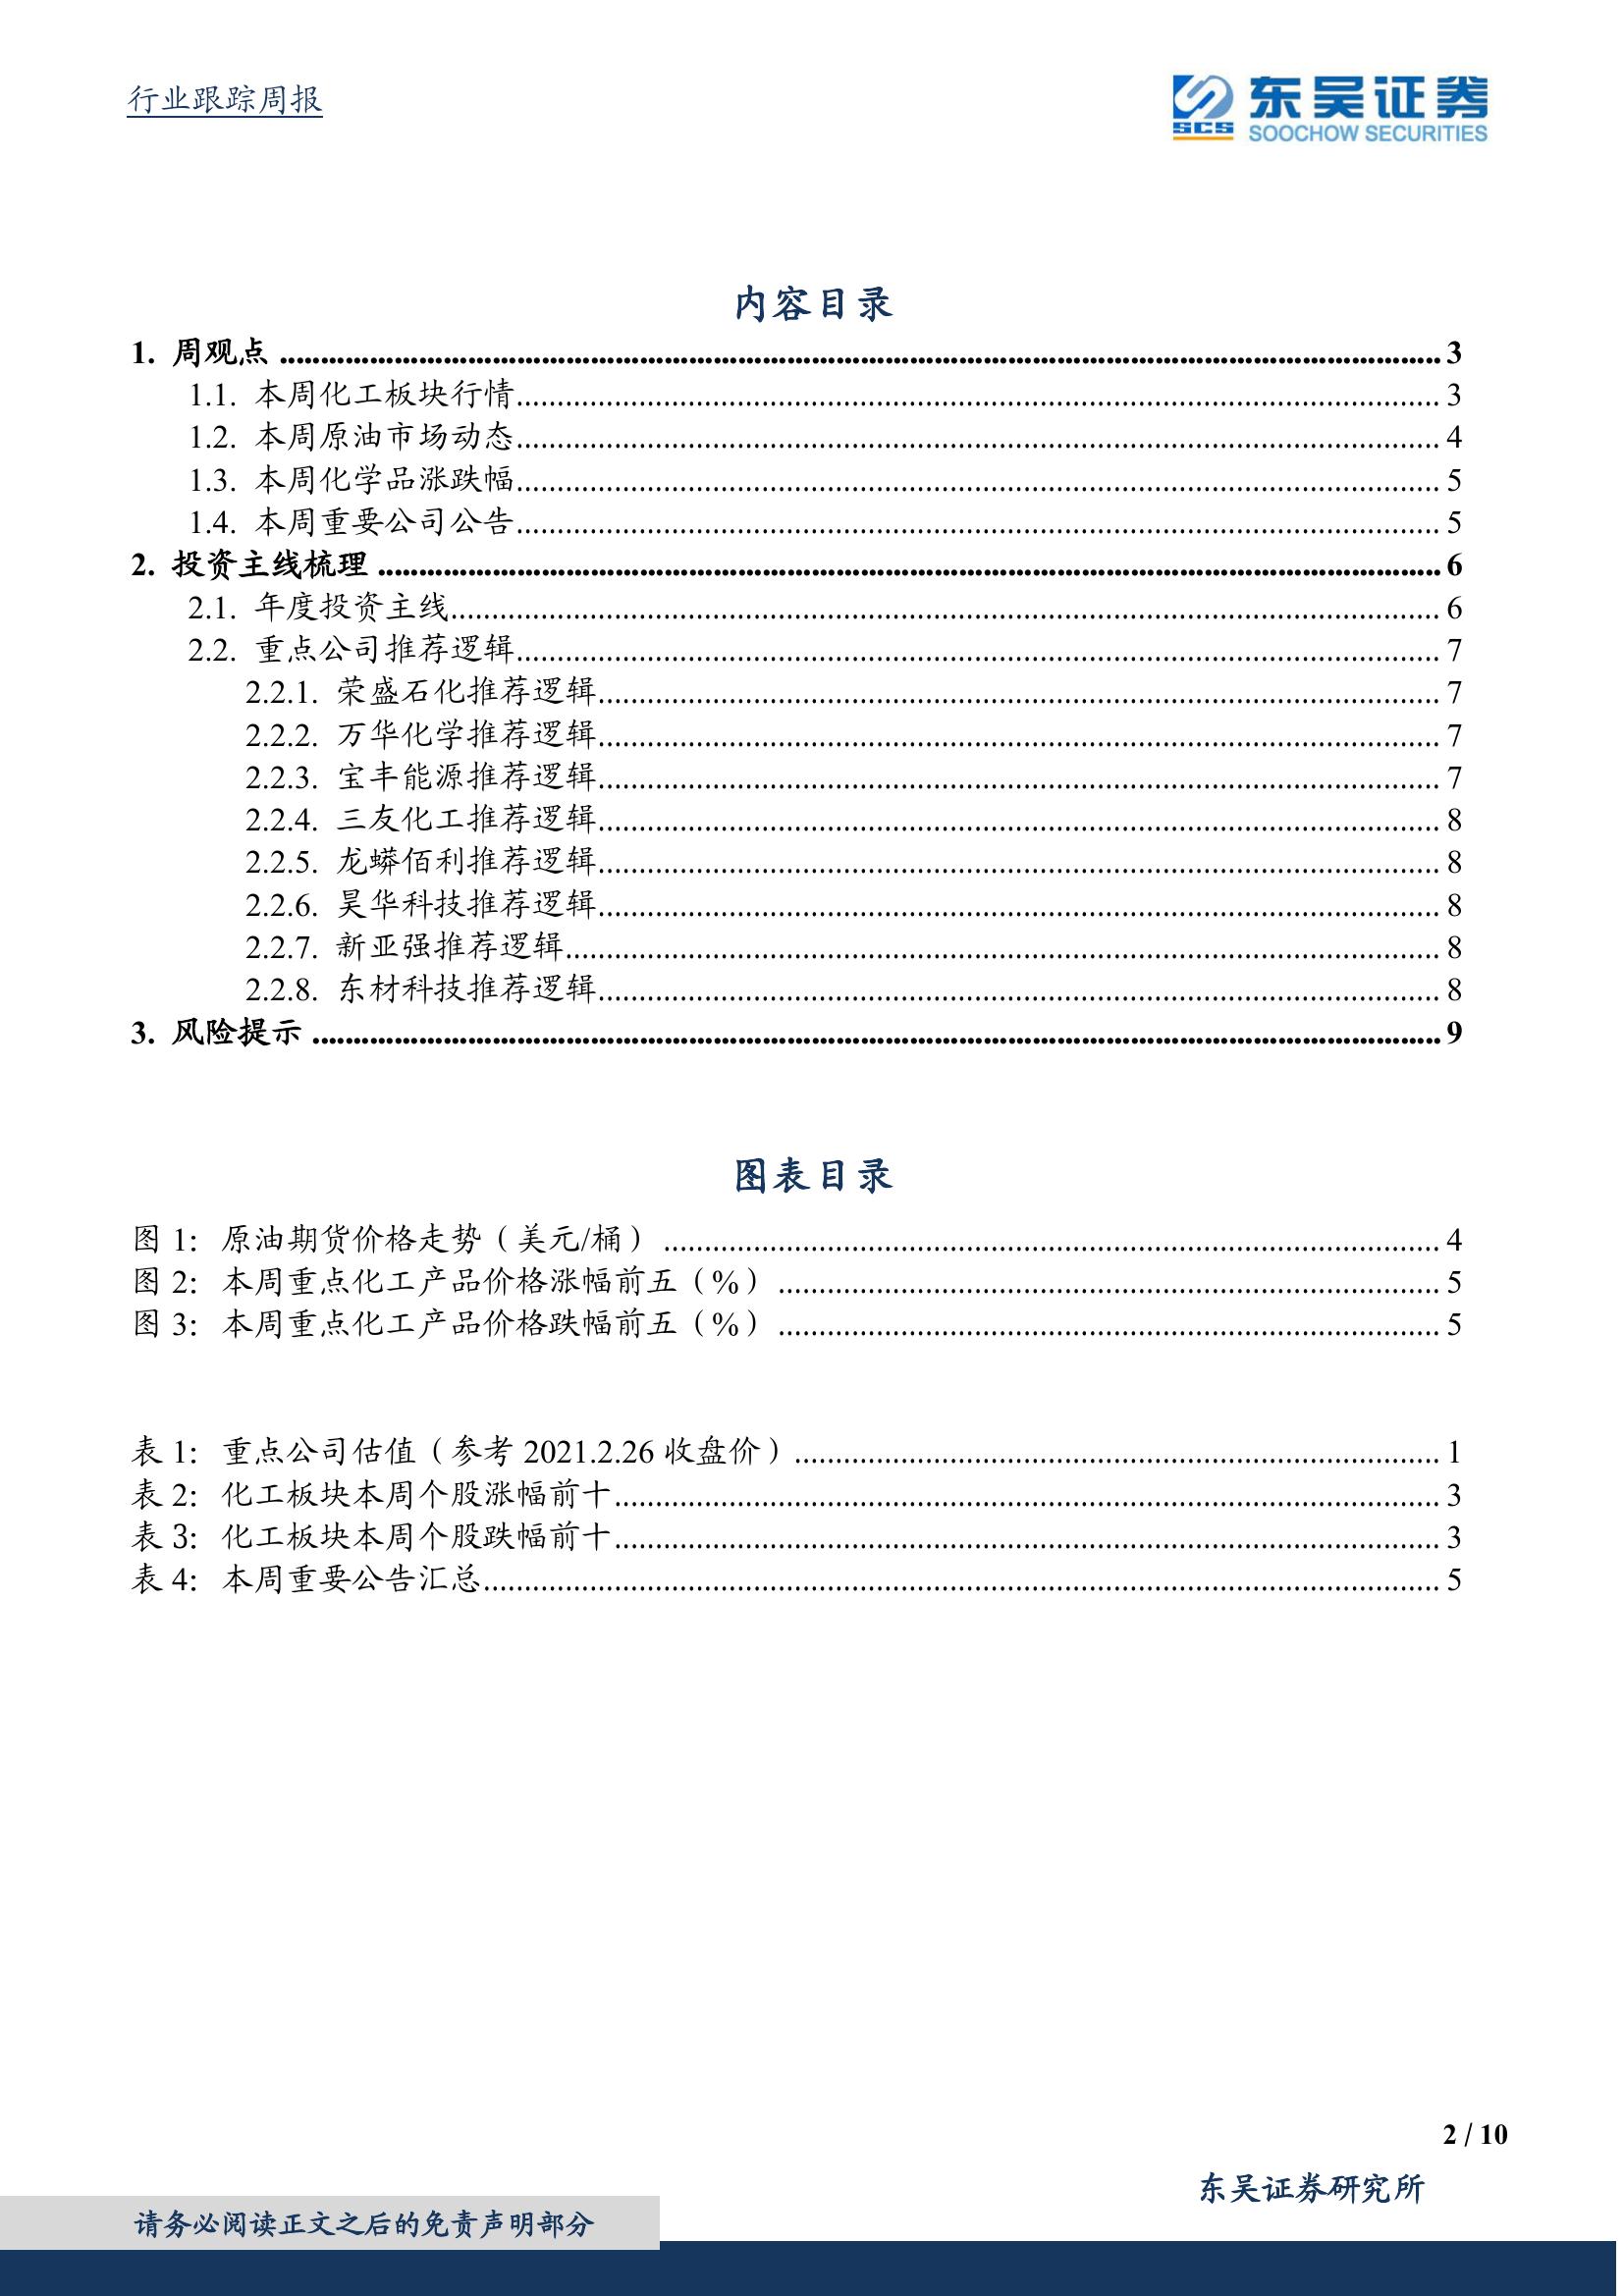 行业跟踪周报
东吴证券
SCS
SOOCHOW SECURITIES
内容目录
1. 周观点 ........ 3
1.1. 本周化工板块行情........ 3
1.2. 本周原油市场动态........ 4
1.3. 本周化学品涨跌幅........ 5
1.4. 本周重要公司公告........ 5
2. 投资主线梳理 ........ 6
2.1. 年度投资主线........ 6
2.2. 重点公司推荐逻辑........ 7
2.2.1. 荣盛石化推荐逻辑........ 7
2.2.2. 万华化学推荐逻辑........ 7
2.2.3. 宝丰能源推荐逻辑........ 7
2.2.4. 三友化工推荐逻辑........ 8
2.2.5. 龙蟒佰利推荐逻辑........ 8
2.2.6. 昊华科技推荐逻辑........ 8
2.2.7. 新亚强推荐逻辑........ 8
2.2.8. 东材科技推荐逻辑........ 8
3. 风险提示 ........ 9
图表目录
图 1：原油期货价格走势（美元/桶） ........ 4
图 2：本周重点化工产品价格涨幅前五（%） ........ 5
图 3：本周重点化工产品价格跌幅前五（%） ........ 5
表 1：重点公司估值（参考 2021.2.26 收盘价）........ 1
表 2：化工板块本周个股涨幅前十........ 3
表 3：化工板块本周个股跌幅前十........ 3
表 4：本周重要公告汇总........ 5
2 / 10
东吴证券研究所
请务必阅读正文之后的免责声明部分